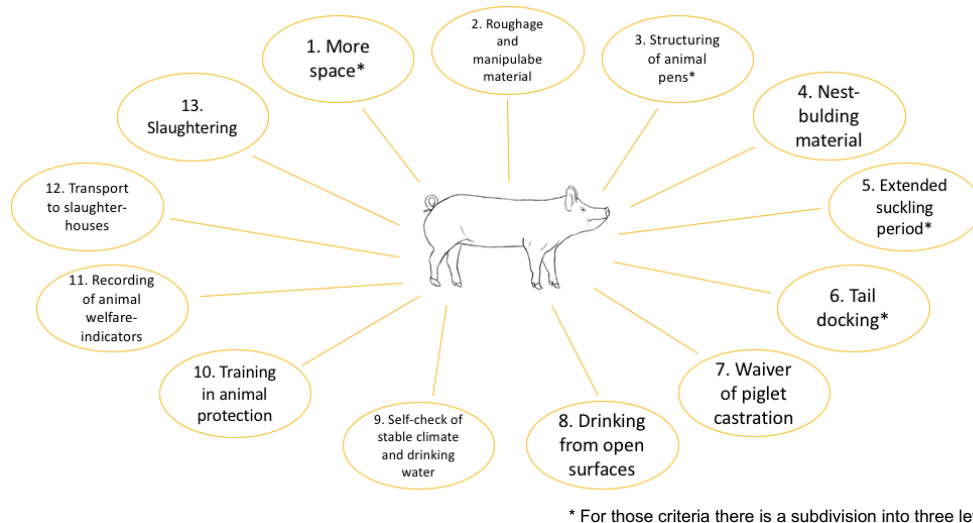 1. More
space*
2. Roughage
and
manipulabe
material
3. Structuring
of animal
pens*
4. Nest-
bulding
material
5. Extended
suckling
period*
6. Tail
docking*
7. Waiver
of piglet
castration
8. Drinking
from open
surfaces
9. Self-check of
stable climate
and drinking
water
10. Training
in animal
protection
11. Recording
of animal
welfare-
indicators
12. Transport
to slaughter-
houses
13.
Slaughtering
* For those criteria there is a subdivision into three le